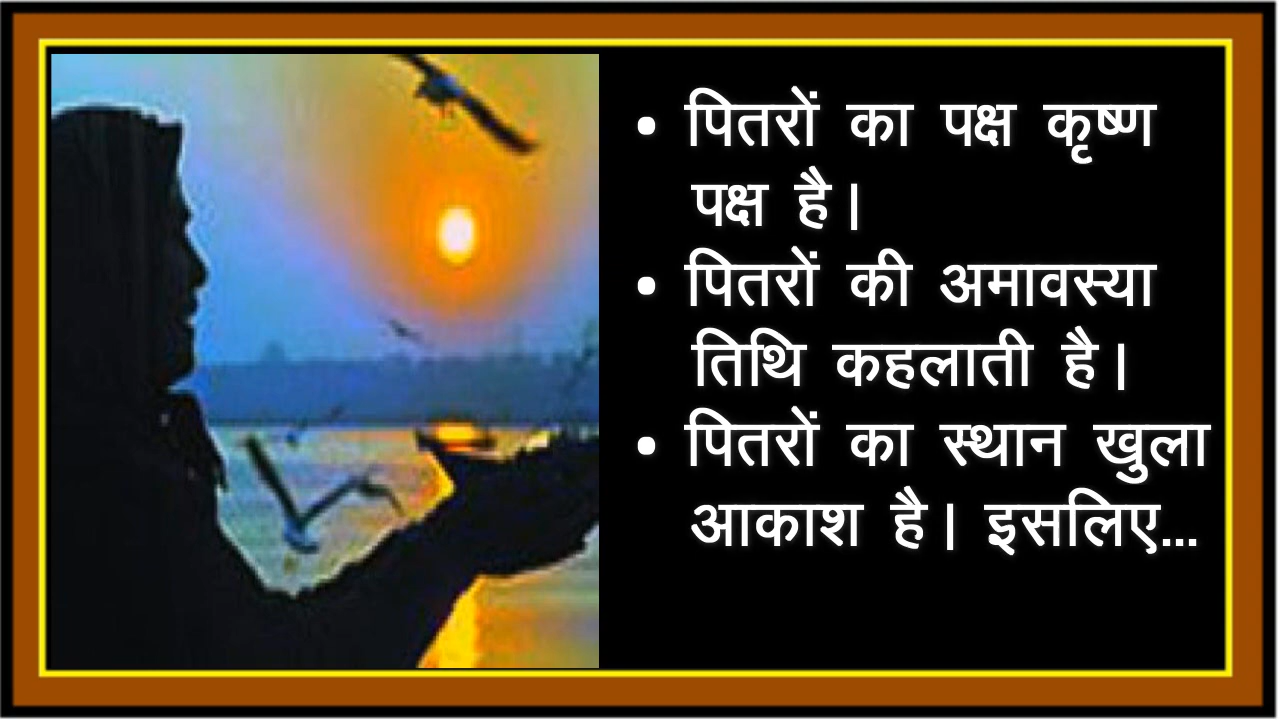 • पितरों का पक्ष कृष्ण
पक्ष है।
• पितरों की अमावस्या
तिथि कहलाती है।
• पितरों का स्थान खुला
आकाश है। इसलिए...